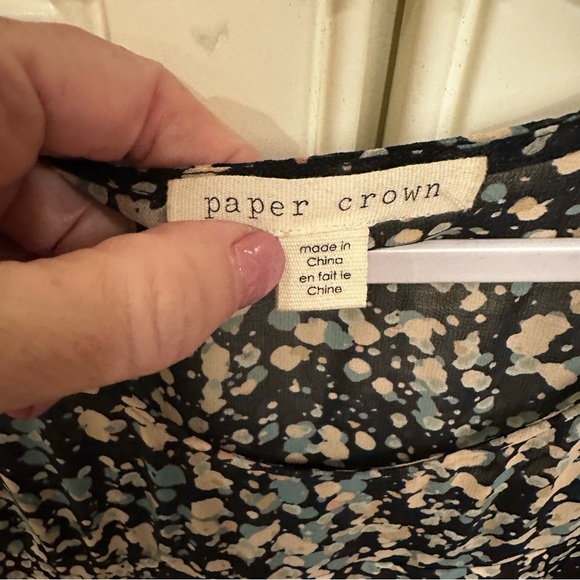 paper crown
made in
China
en fait le
Chine